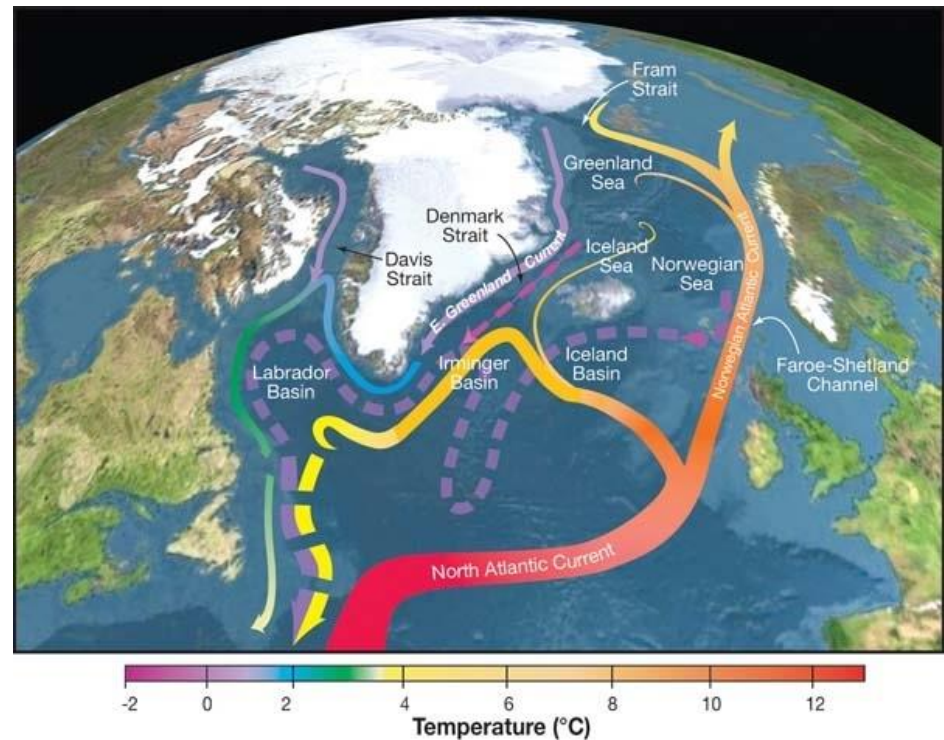 Fram
Strait
Greenland
Sea
Denmark
Strait
Iceland
Sea
Davis
Strait
Norwegian
Sea
E. Greenland Current
Norwegian Atlantic Current
Irminger
Basin
Iceland
Basin
Labrador
Basin
Faroe-Shetland
Channel
North Atlantic Current
-2 0 2 4 6 8 10 12
Temperature (°C)